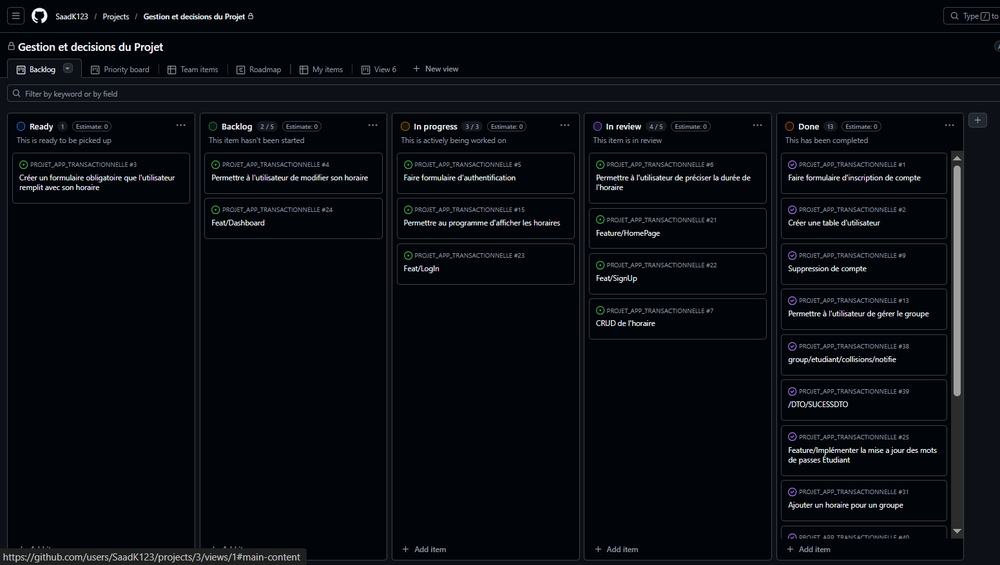 SaadK123 / Projects / Gestion et decisions du Projet
Type / to
Gestion et decisions du Projet
Backlog
Priority board
Team items
Roadmap
My items
View 6
New view
Filter by keyword or by field
Ready 1 Estimate: 0
This is ready to be picked up
PROJET_APP_TRANSACTIONNELLE #3
Créer un formulaire obligatoire que l'utilisateur
remplit avec son horaire
Backlog 2 / 5 Estimate: 0
This item hasn't been started
PROJET_APP_TRANSACTIONNELLE #4
Permettre à l'utilisateur de modifier son horaire
PROJET_APP_TRANSACTIONNELLE #24
Feat/Dashboard
In progress 3 / 3 Estimate: 0
This is actively being worked on
PROJET_APP_TRANSACTIONNELLE #5
Faire formulaire d'authentification
PROJET_APP_TRANSACTIONNELLE #15
Permettre au programme d'afficher les horaires
PROJET_APP_TRANSACTIONNELLE #23
Feat/LogIn
Add item
In review 4 / 5 Estimate: 0
This item is in review
PROJET_APP_TRANSACTIONNELLE #6
Permettre à l'utilisateur de préciser la durée de
l'horaire
PROJET_APP_TRANSACTIONNELLE #21
Feature/HomePage
PROJET_APP_TRANSACTIONNELLE #22
Feat/SignUp
PROJET_APP_TRANSACTIONNELLE #7
CRUD de l'horaire
Add item
Done 13 Estimate: 0
This has been completed
PROJET_APP_TRANSACTIONNELLE #1
Faire formulaire d'inscription de compte
PROJET_APP_TRANSACTIONNELLE #2
Créer une table d'utilisateur
PROJET_APP_TRANSACTIONNELLE #9
Suppression de compte
PROJET_APP_TRANSACTIONNELLE #13
Permettre à l'utilisateur de gérer le groupe
PROJET_APP_TRANSACTIONNELLE #38
group/etudiant/collisions/notifie
PROJET_APP_TRANSACTIONNELLE #39
/DTO/SUCESSDTO
PROJET_APP_TRANSACTIONNELLE #25
Feature/Implémenter la mise a jour des mots
de passes Étudiant
PROJET_APP_TRANSACTIONNELLE #31
Ajouter un horaire pour un groupe
PROJET_APP_TRANSACTIONNELLE #40
Add item
https://github.com/users/SaadK123/projects/3/views/1#main-content